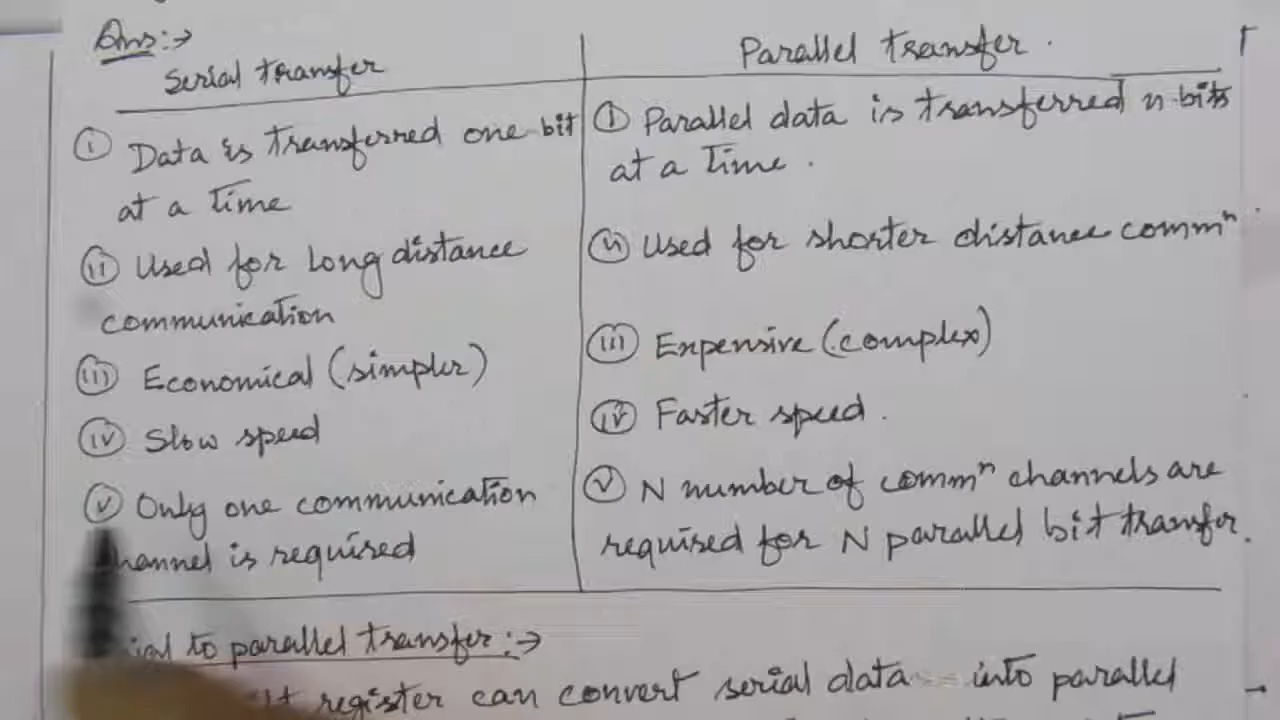 Ans:→
Serial transfer
(i) Data is transferred one bit
at a time
(ii) Used for Long distance
communication
(iii) Economical (simpler)
(iv) Slow speed
(v) Only one communication
channel is required
Parallel transfer.
(i) Parallel data is transferred n-bits
at a time.
(ii) Used for shorter distance commⁿ
(iii) Expensive (complex)
(iv) Faster speed.
(v) N number of commⁿ channels are
required for N parallel bit transfer.
to parallel transfer:→
register can convert serial data into parallel